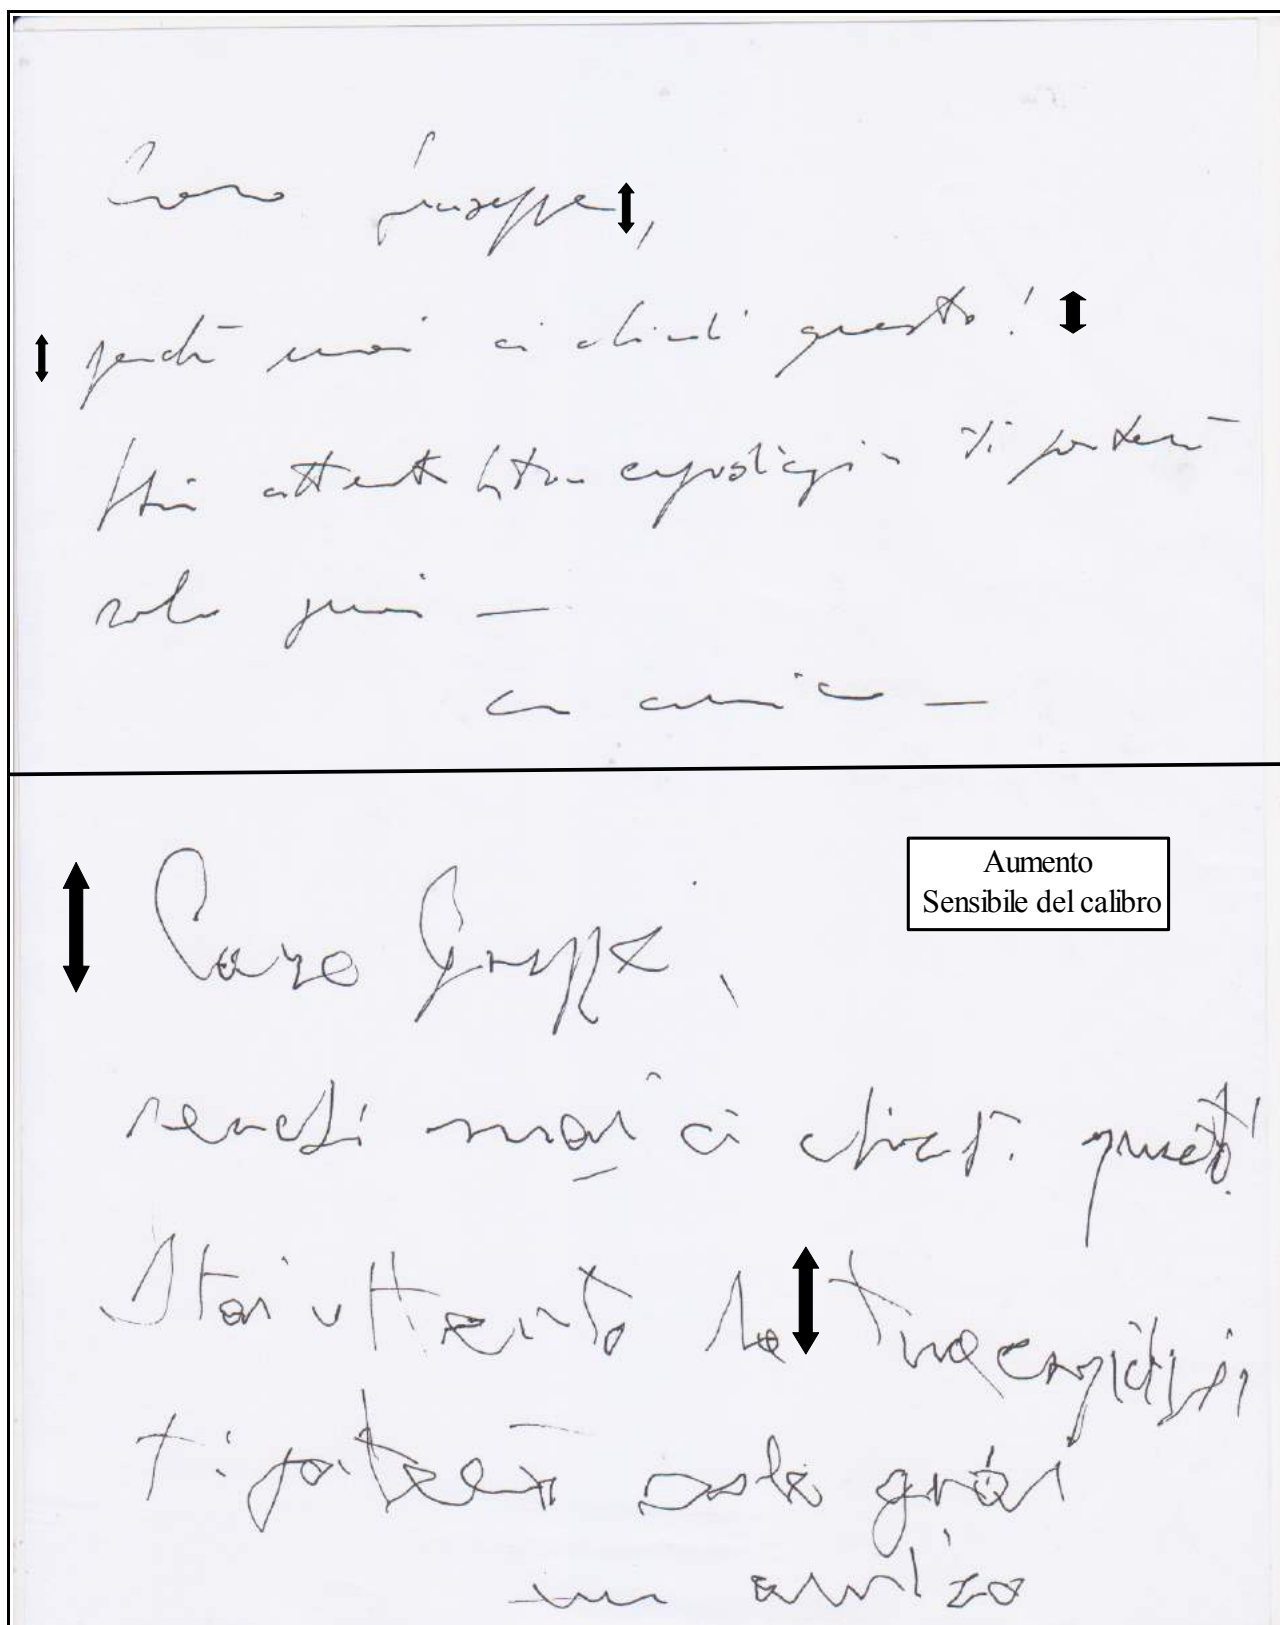 Caro Giuseppe,
perché mai ci chiedi questo!
Stai attento la tua cupidigia ti porterà
solo guai —
un amico —
Aumento
Sensibile del calibro
Caro Giuseppe,
perché mai ci chiedi questo!
Stai attento la tua cupidigia
ti porterà solo guai
un amico